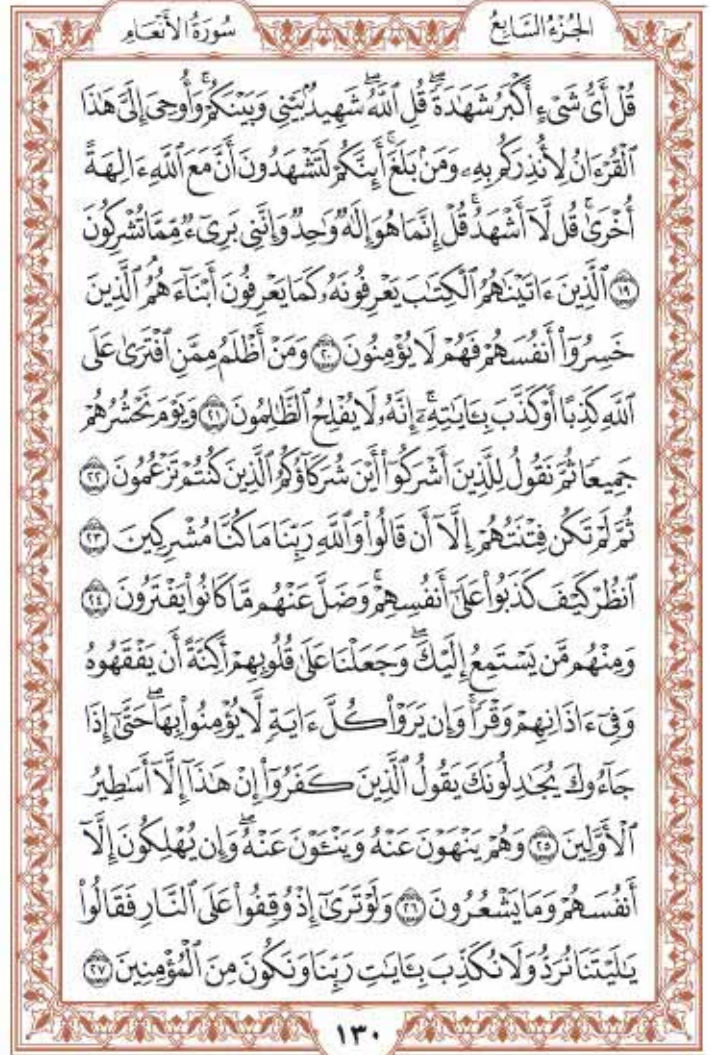 الجُزْءُ السَّابِعُ
سُورَةُ الأَنْعَامِ
قُلْ أَىُّ شَىْءٍ أَكْبَرُ شَهَٰدَةً ۖ قُلِ ٱللَّهُ ۖ شَهِيدٌۢ بَيْنِى وَبَيْنَكُمْ ۚ وَأُوحِىَ إِلَىَّ هَٰذَا
ٱلْقُرْءَانُ لِأُنذِرَكُم بِهِۦ وَمَنۢ بَلَغَ ۚ أَئِنَّكُمْ لَتَشْهَدُونَ أَنَّ مَعَ ٱللَّهِ ءَالِهَةً
أُخْرَىٰ ۚ قُل لَّآ أَشْهَدُ ۚ قُلْ إِنَّمَا هُوَ إِلَٰهٌ وَٰحِدٌ وَإِنَّنِى بَرِىٓءٌ مِّمَّا تُشْرِكُونَ
١٩ ٱلَّذِينَ ءَاتَيْنَٰهُمُ ٱلْكِتَٰبَ يَعْرِفُونَهُۥ كَمَا يَعْرِفُونَ أَبْنَآءَهُمُ ٱلَّذِينَ
خَسِرُوٓا۟ أَنفُسَهُمْ فَهُمْ لَا يُؤْمِنُونَ ٢٠ وَمَنْ أَظْلَمُ مِمَّنِ ٱفْتَرَىٰ عَلَى
ٱللَّهِ كَذِبًا أَوْ كَذَّبَ بِـَٔايَٰتِهِۦٓ ۗ إِنَّهُۥ لَا يُفْلِحُ ٱلظَّٰلِمُونَ ٢١ وَيَوْمَ نَحْشُرُهُمْ
جَمِيعًا ثُمَّ نَقُولُ لِلَّذِينَ أَشْرَكُوٓا۟ أَيْنَ شُرَكَآؤُكُمُ ٱلَّذِينَ كُنتُمْ تَزْعُمُونَ ٢٢
ثُمَّ لَمْ تَكُن فِتْنَتُهُمْ إِلَّآ أَن قَالُوا۟ وَٱللَّهِ رَبِّنَا مَا كُنَّا مُشْرِكِينَ ٢٣
ٱنظُرْ كَيْفَ كَذَبُوا۟ عَلَىٰٓ أَنفُسِهِمْ ۚ وَضَلَّ عَنْهُم مَّا كَانُوا۟ يَفْتَرُونَ ٢٤
وَمِنْهُم مَّن يَسْتَمِعُ إِلَيْكَ ۖ وَجَعَلْنَا عَلَىٰ قُلُوبِهِمْ أَكِنَّةً أَن يَفْقَهُوهُ
وَفِىٓ ءَاذَانِهِمْ وَقْرًا ۚ وَإِن يَرَوْا۟ كُلَّ ءَايَةٍ لَّا يُؤْمِنُوا۟ بِهَا ۖ حَتَّىٰٓ إِذَا
جَآءُوكَ يُجَٰدِلُونَكَ يَقُولُ ٱلَّذِينَ كَفَرُوٓا۟ إِنْ هَٰذَآ إِلَّآ أَسَٰطِيرُ
ٱلْأَوَّلِينَ ٢٥ وَهُمْ يَنْهَوْنَ عَنْهُ وَيَنْـَٔوْنَ عَنْهُ ۖ وَإِن يُهْلِكُونَ إِلَّآ
أَنفُسَهُمْ وَمَا يَشْعُرُونَ ٢٦ وَلَوْ تَرَىٰٓ إِذْ وُقِفُوا۟ عَلَى ٱلنَّارِ فَقَالُوا۟
يَٰلَيْتَنَا نُرَدُّ وَلَا نُكَذِّبَ بِـَٔايَٰتِ رَبِّنَا وَنَكُونَ مِنَ ٱلْمُؤْمِنِينَ ٢٧
١٣٠